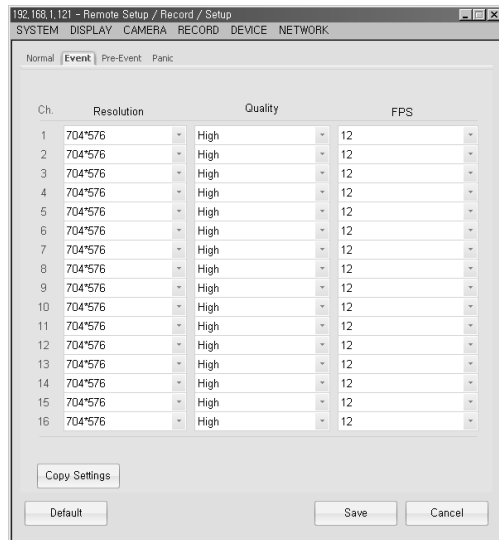 192,168,1,121 - Remote Setup / Record / Setup
SYSTEM DISPLAY CAMERA RECORD DEVICE NETWORK
Normal Event Pre-Event Panic
Ch. Resolution Quality FPS
1 704*576 High 12
2 704*576 High 12
3 704*576 High 12
4 704*576 High 12
5 704*576 High 12
6 704*576 High 12
7 704*576 High 12
8 704*576 High 12
9 704*576 High 12
10 704*576 High 12
11 704*576 High 12
12 704*576 High 12
13 704*576 High 12
14 704*576 High 12
15 704*576 High 12
16 704*576 High 12
Copy Settings
Default Save Cancel